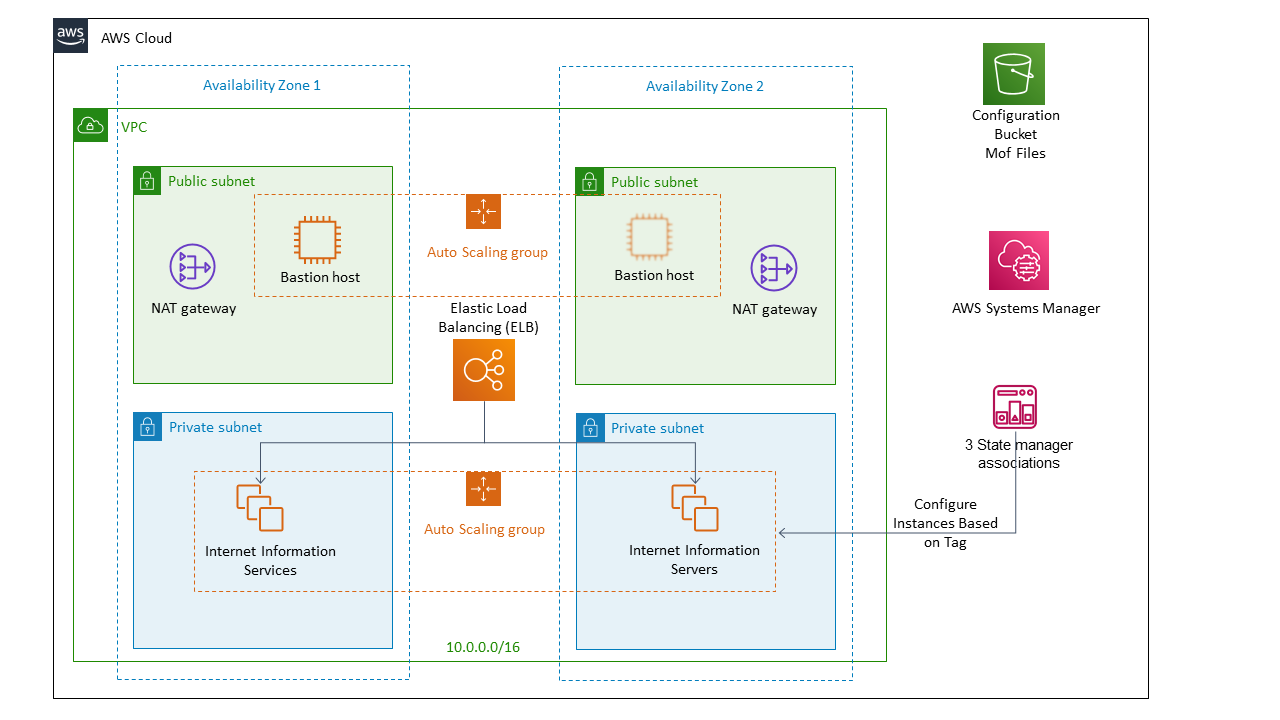 aws
AWS Cloud
Availability Zone 1
Availability Zone 2
VPC
Public subnet
NAT gateway
Bastion host
Auto Scaling group
Public subnet
Bastion host
NAT gateway
Elastic Load
Balancing (ELB)
Private subnet
Internet Information
Services
Auto Scaling group
Private subnet
Internet Information
Servers
10.0.0.0/16
Configuration
Bucket
Mof Files
AWS Systems Manager
3 State manager
associations
Configure
Instances Based
on Tag